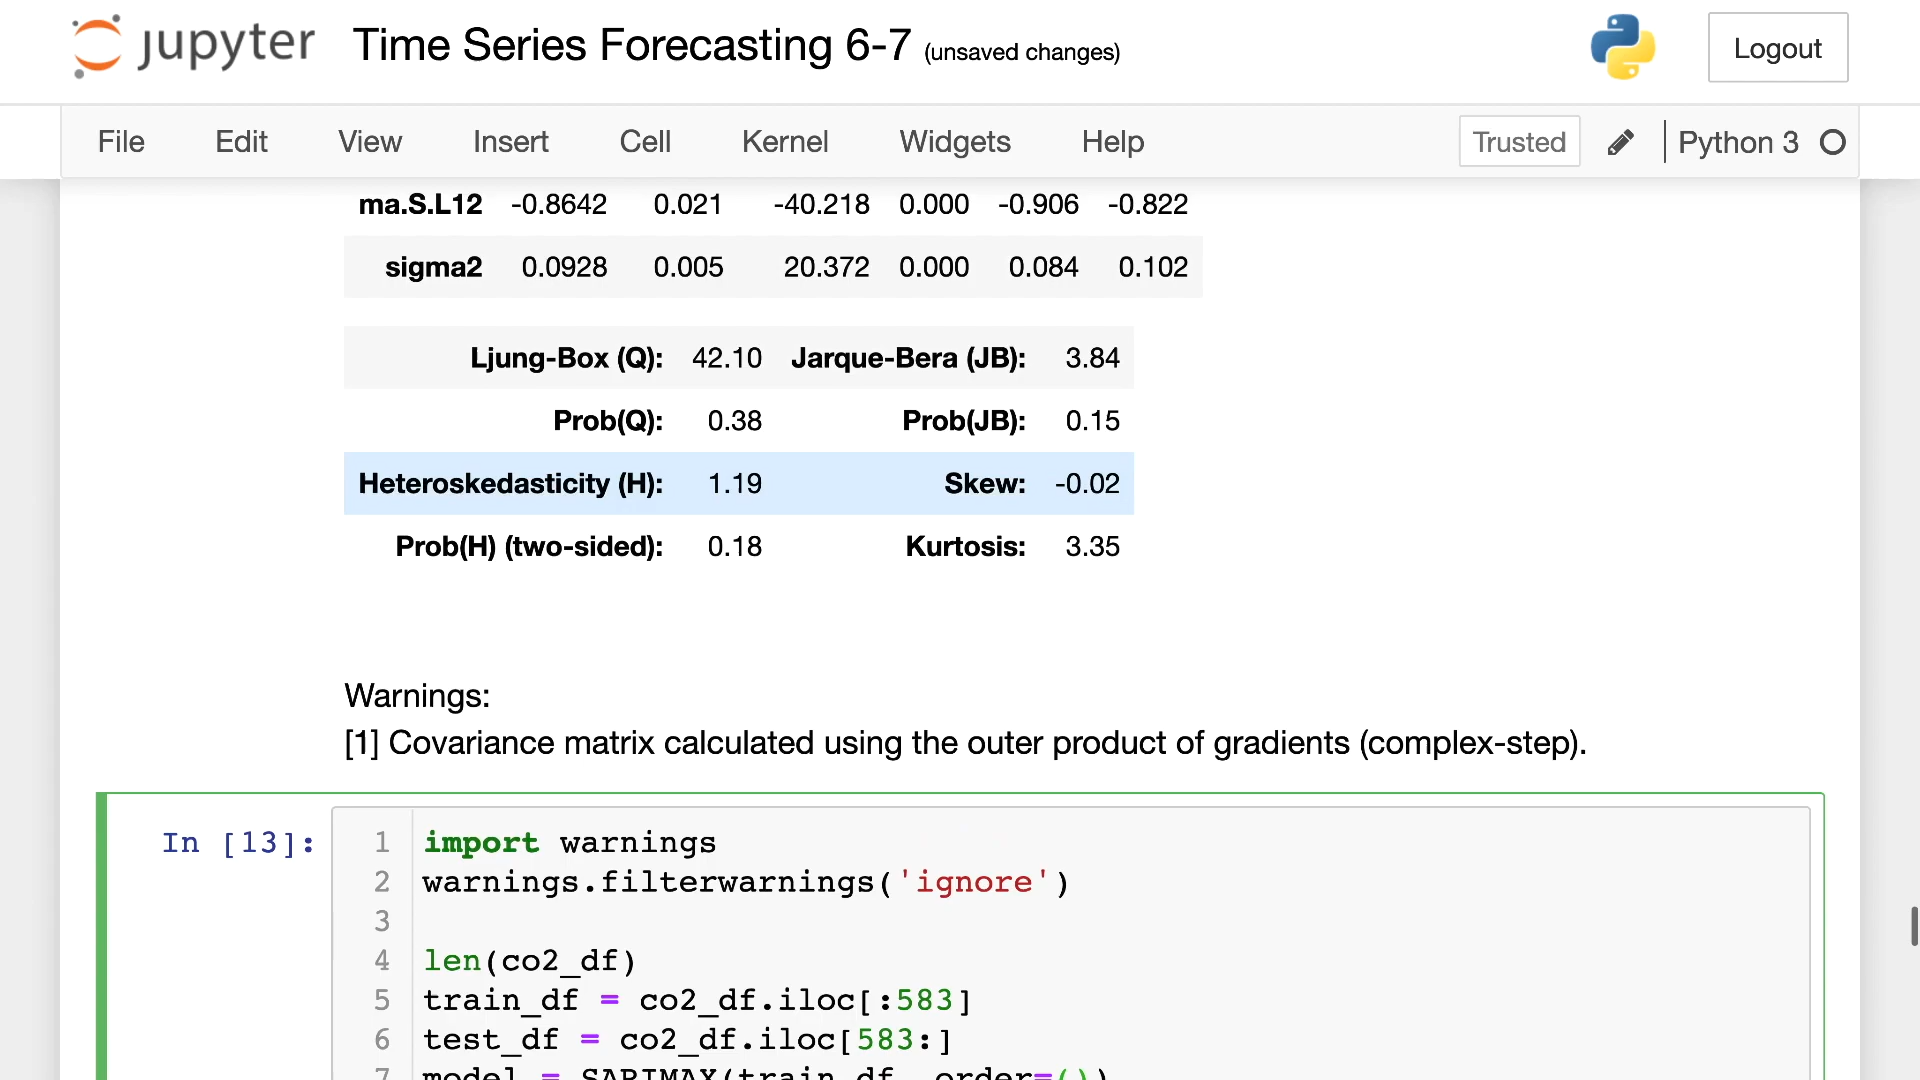 jupyter Time Series Forecasting 6-7 (unsaved changes) Logout
File Edit View Insert Cell Kernel Widgets Help Trusted Python 3
ma.S.L12 -0.8642 0.021 -40.218 0.000 -0.906 -0.822
sigma2 0.0928 0.005 20.372 0.000 0.084 0.102
Ljung-Box (Q): 42.10 Jarque-Bera (JB): 3.84
Prob(Q): 0.38 Prob(JB): 0.15
Heteroskedasticity (H): 1.19 Skew: -0.02
Prob(H) (two-sided): 0.18 Kurtosis: 3.35
Warnings:
[1] Covariance matrix calculated using the outer product of gradients (complex-step).
In [13]: 1 import warnings
2 warnings.filterwarnings('ignore')
3
4 len(co2_df)
5 train_df = co2_df.iloc[:583]
6 test_df = co2_df.iloc[583:]
7 model = SARIMAX(train_df, order=())